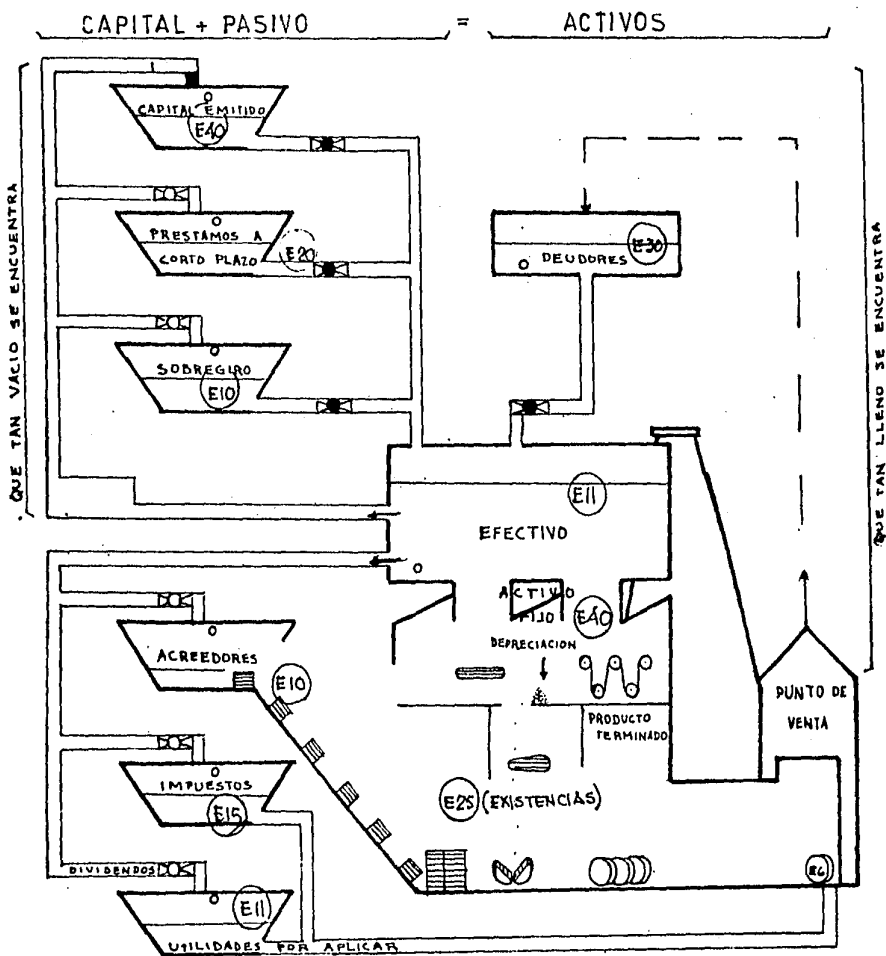 CAPITAL + PASIVO = ACTIVOS
QUE TAN VACIO SE ENCUENTRA
CAPITAL EMITIDO
E40
PRESTAMOS A
CORTO PLAZO
E20
SOBREGIRO
E10
DEUDORES
E30
QUE TAN LLENO SE ENCUENTRA
E11
EFECTIVO
ACTIVO
FIJO
E40
DEPRECIACION
ACREEDORES
E10
PRODUCTO
TERMINADO
PUNTO DE
VENTA
IMPUESTOS
E15
E25 (EXISTENCIAS)
DIVIDENDOS
E11
E6
UTILIDADES POR APLICAR